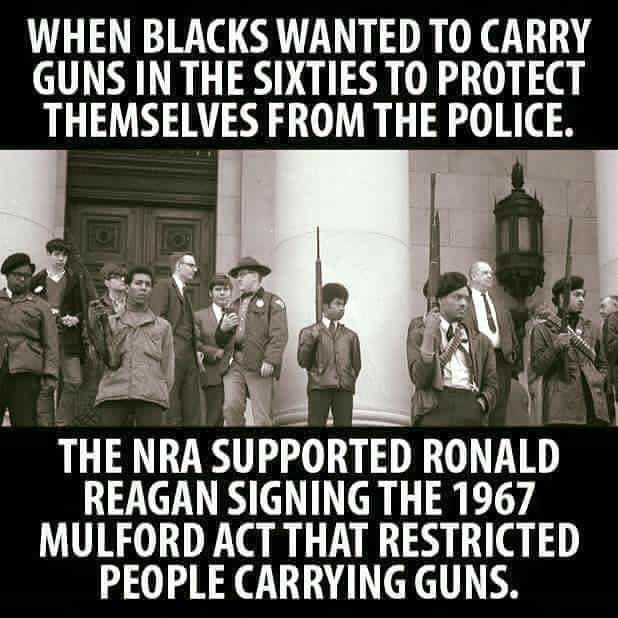 WHEN BLACKS WANTED TO CARRY
GUNS IN THE SIXTIES TO PROTECT
THEMSELVES FROM THE POLICE.
THE NRA SUPPORTED RONALD
REAGAN SIGNING THE 1967
MULFORD ACT THAT RESTRICTED
PEOPLE CARRYING GUNS.